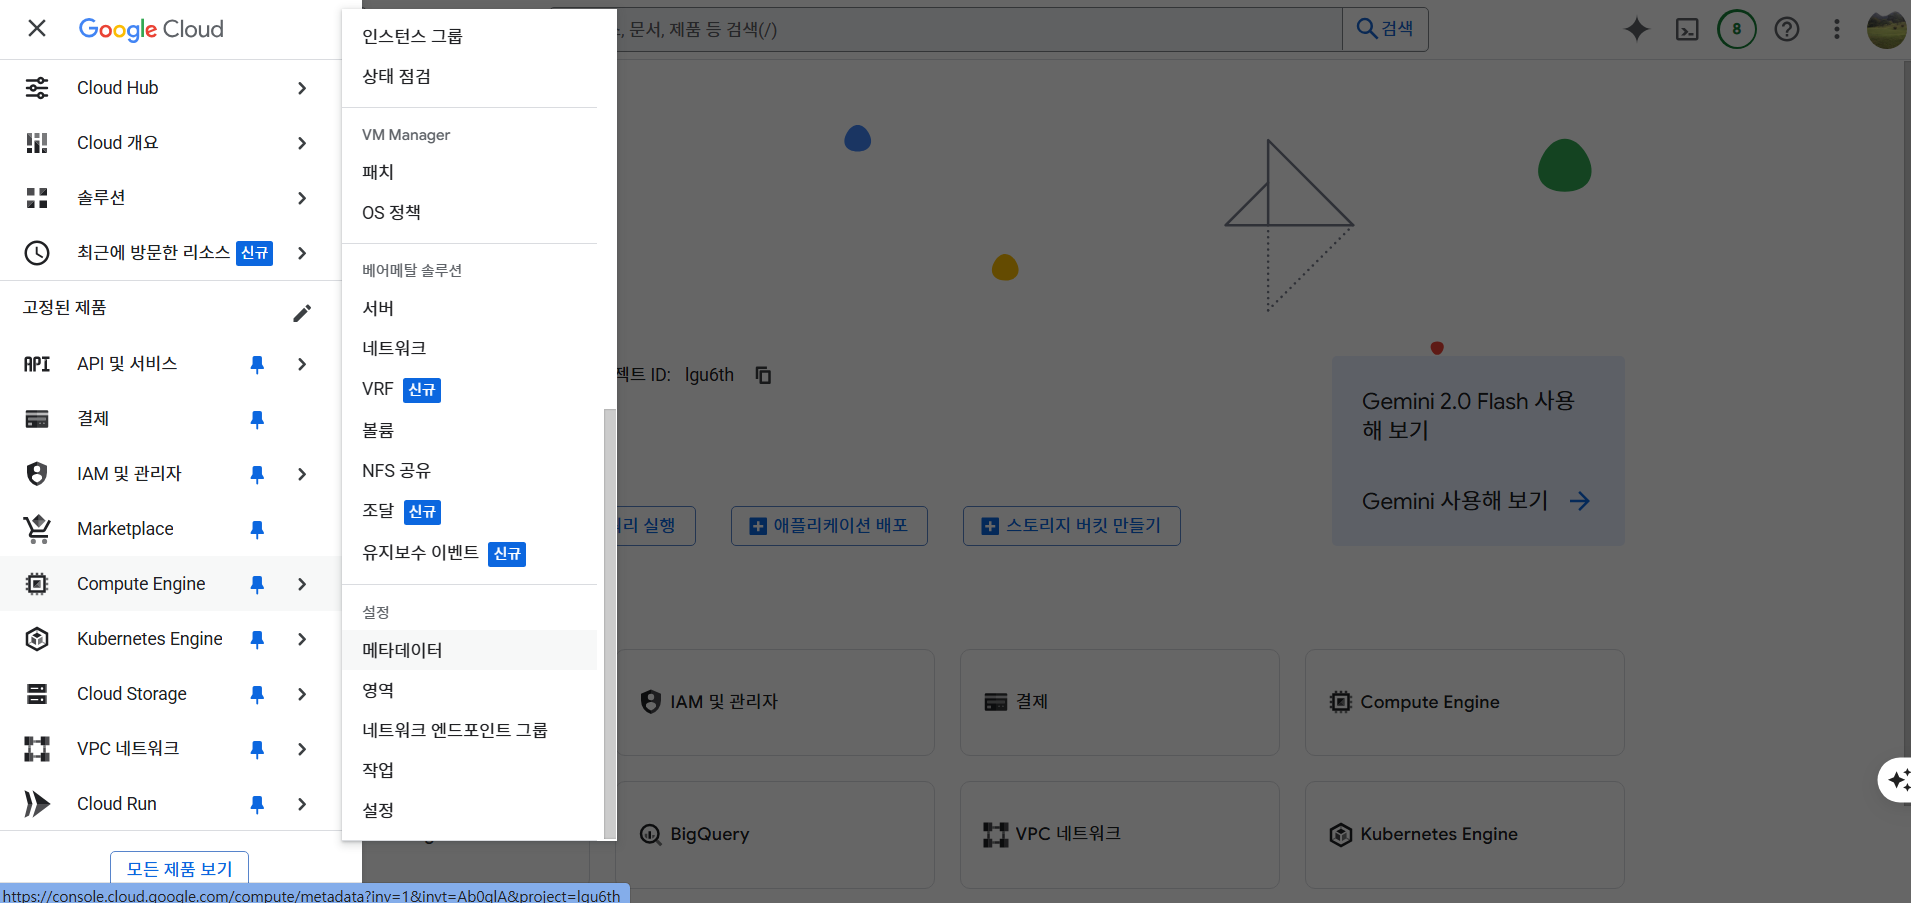 Google Cloud
Cloud Hub
Cloud 개요
솔루션
최근에 방문한 리소스 신규
고정된 제품
API API 및 서비스
결제
IAM 및 관리자
Marketplace
Compute Engine
Kubernetes Engine
Cloud Storage
VPC 네트워크
Cloud Run
모든 제품 보기
https://console.cloud.google.com/compute/metadata?inv=1&invt=Ab0qlA&project=lgu6th
인스턴스 그룹
상태 점검
VM Manager
패치
OS 정책
베어메탈 솔루션
서버
네트워크
VRF 신규
볼륨
NFS 공유
조달 신규
유지보수 이벤트 신규
설정
메타데이터
영역
네트워크 엔드포인트 그룹
작업
설정
, 문서, 제품 등 검색(/)
검색
8
젝트 ID: lgu6th
Gemini 2.0 Flash 사용
해 보기
Gemini 사용해 보기
리 실행
애플리케이션 배포
스토리지 버킷 만들기
IAM 및 관리자
결제
Compute Engine
BigQuery
VPC 네트워크
Kubernetes Engine